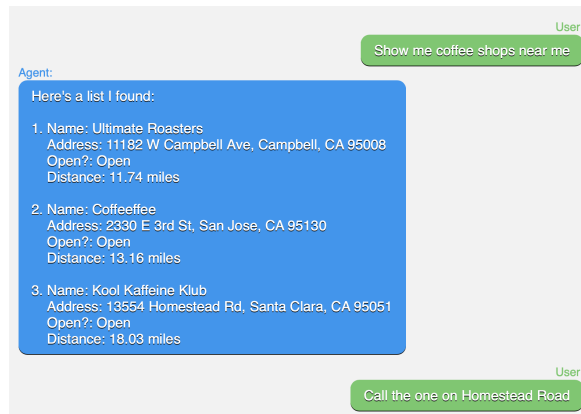 User
Show me coffee shops near me
Agent:
Here's a list I found:
1. Name: Ultimate Roasters
Address: 11182 W Campbell Ave, Campbell, CA 95008
Open?: Open
Distance: 11.74 miles
2. Name: Coffeeffee
Address: 2330 E 3rd St, San Jose, CA 95130
Open?: Open
Distance: 13.16 miles
3. Name: Kool Kaffeine Klub
Address: 13554 Homestead Rd, Santa Clara, CA 95051
Open?: Open
Distance: 18.03 miles
User
Call the one on Homestead Road